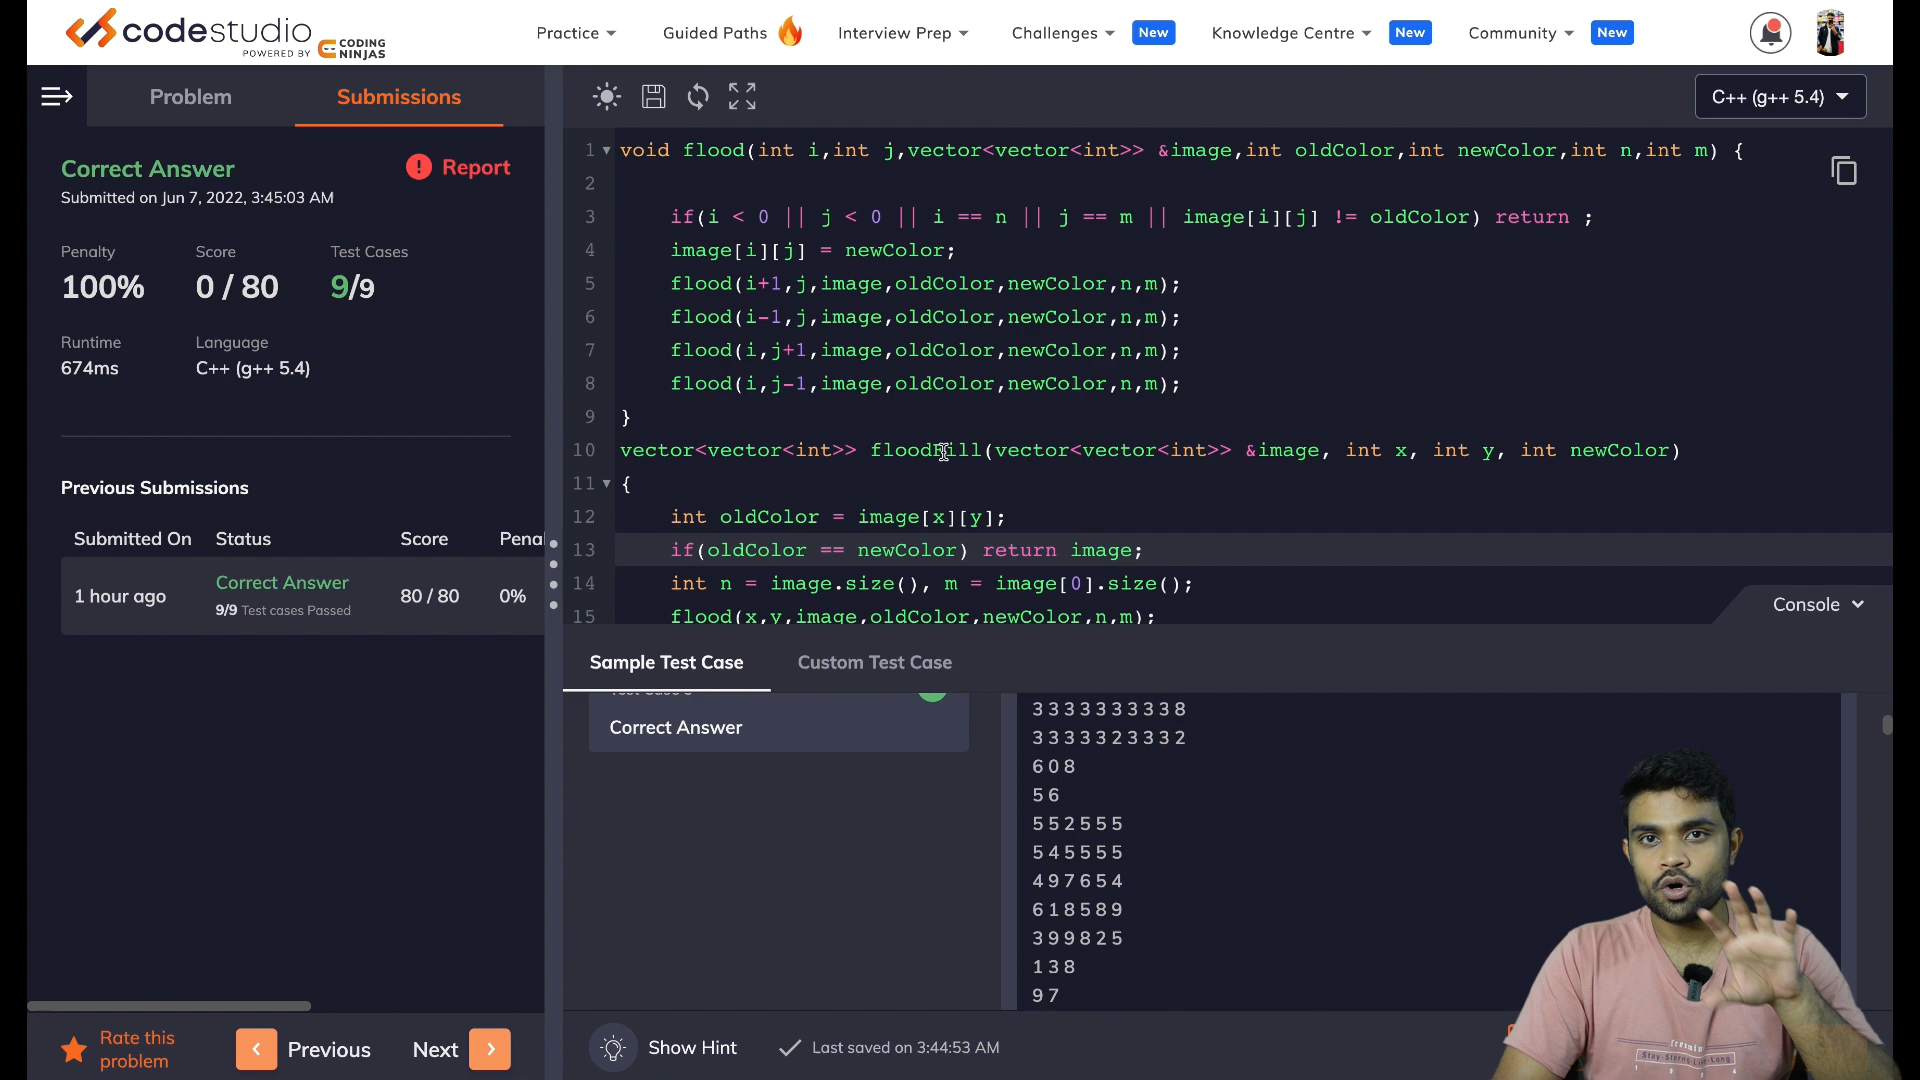 codestudio
POWERED BY CODING NINJAS
Practice
Guided Paths
Interview Prep
Challenges
New
Knowledge Centre
New
Community
New
Problem
Submissions
C++ (g++ 5.4)
Correct Answer
Report
Submitted on Jun 7, 2022, 3:45:03 AM
Penalty Score Test Cases
100% 0 / 80 9/9
Runtime Language
674ms C++ (g++ 5.4)
Previous Submissions
Submitted On Status Score Pena
1 hour ago Correct Answer 80 / 80 0%
9/9 Test cases Passed
Rate this problem
Previous
Next
1 void flood(int i,int j,vector<vector<int>> &image,int oldColor,int newColor,int n,int m) {
2
3 if(i < 0 || j < 0 || i == n || j == m || image[i][j] != oldColor) return ;
4 image[i][j] = newColor;
5 flood(i+1,j,image,oldColor,newColor,n,m);
6 flood(i-1,j,image,oldColor,newColor,n,m);
7 flood(i,j+1,image,oldColor,newColor,n,m);
8 flood(i,j-1,image,oldColor,newColor,n,m);
9 }
10 vector<vector<int>> floodFill(vector<vector<int>> &image, int x, int y, int newColor)
11 {
12 int oldColor = image[x][y];
13 if(oldColor == newColor) return image;
14 int n = image.size(), m = image[0].size();
15 flood(x,y,image,oldColor,newColor,n,m);
Console
Sample Test Case
Custom Test Case
Correct Answer
3 3 3 3 3 3 3 3 3 8
3 3 3 3 3 2 3 3 3 2
6 0 8
5 6
5 5 2 5 5 5
5 4 5 5 5 5
4 9 7 6 5 4
6 1 8 5 8 9
3 9 9 8 2 5
1 3 8
9 7
Show Hint
Last saved on 3:44:53 AM